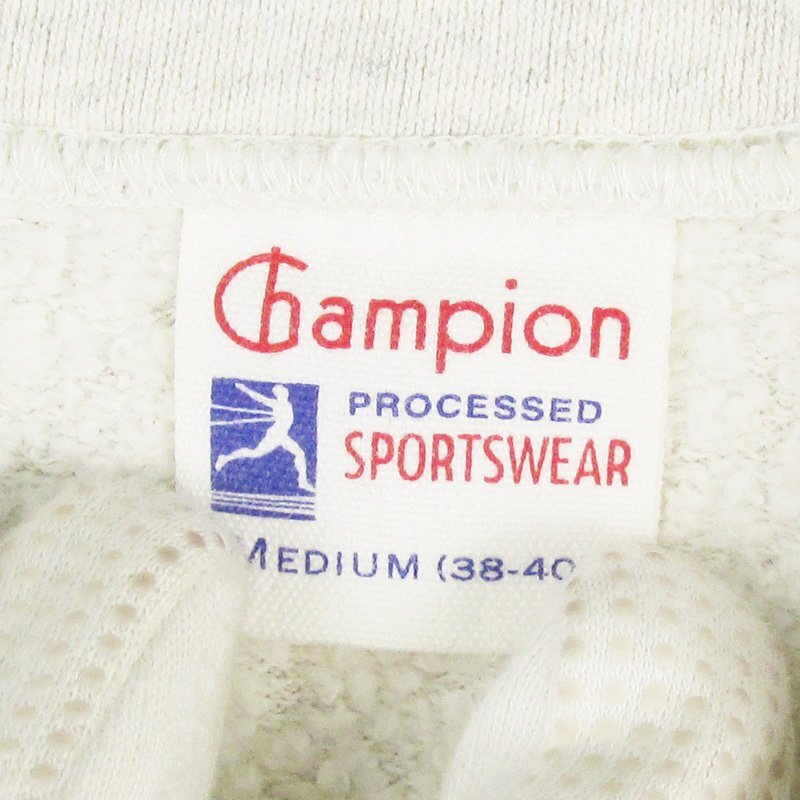 Champion
PROCESSED
SPORTSWEAR
MEDIUM (38-40